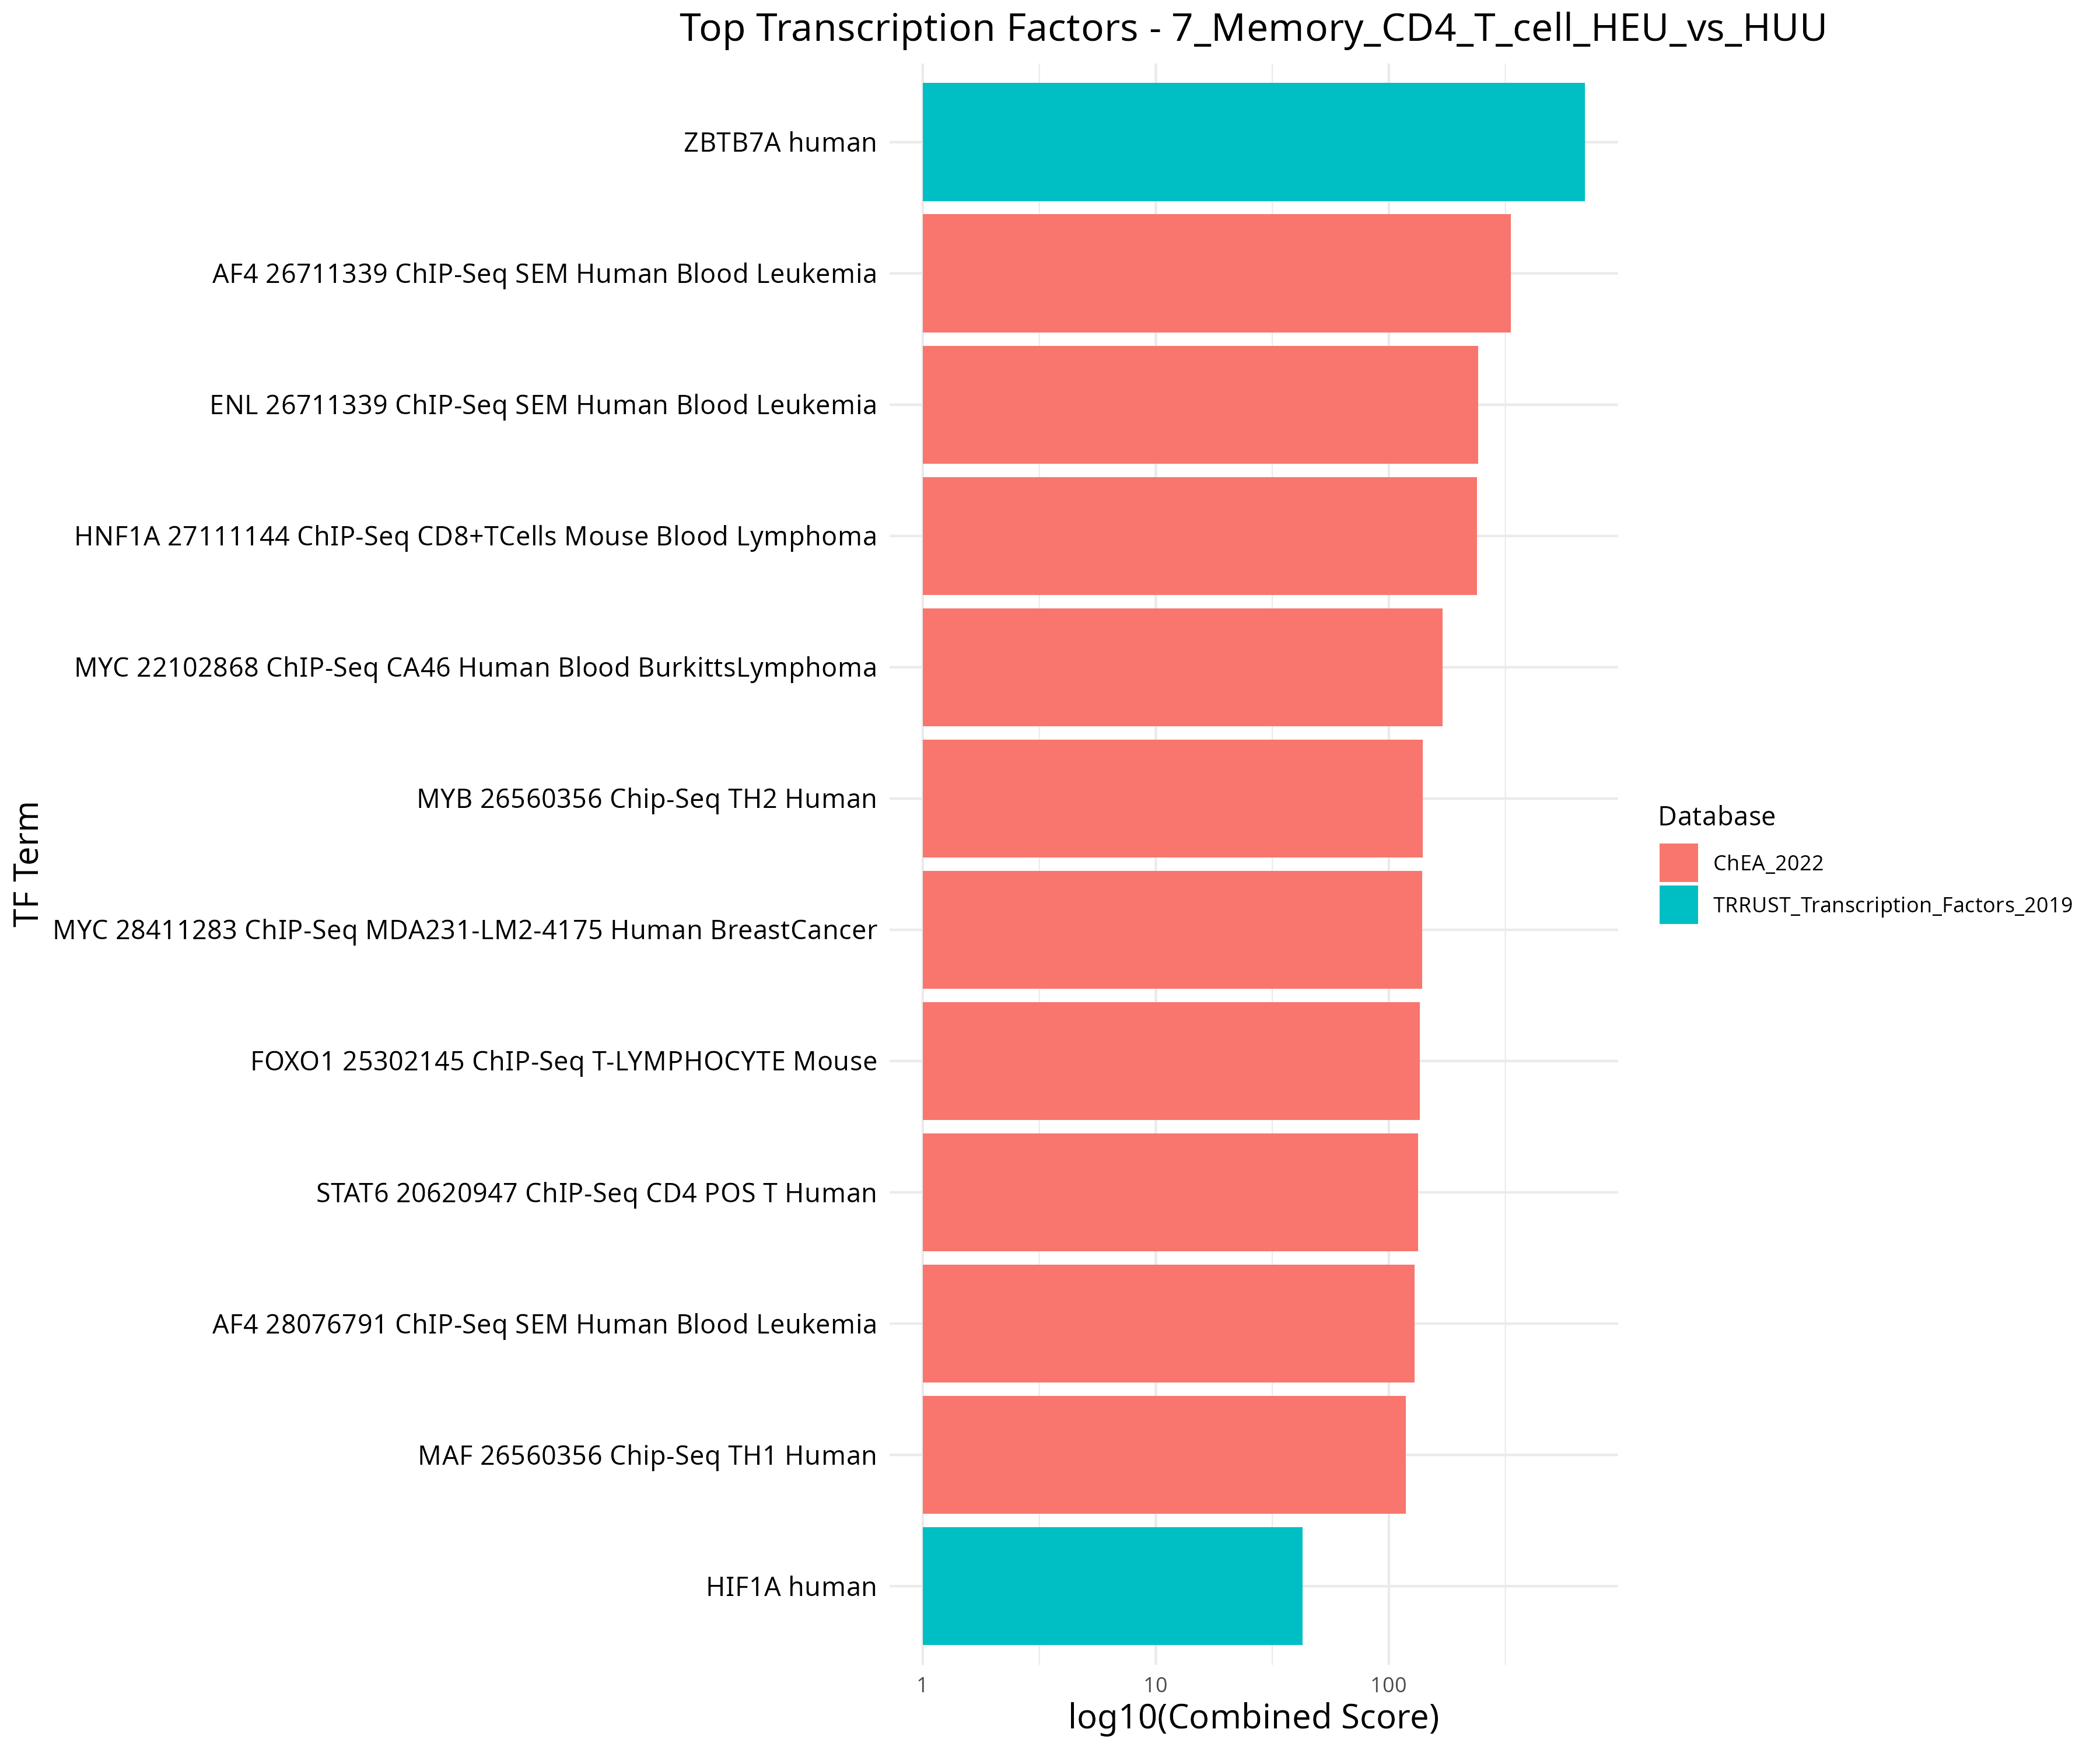 Top Transcription Factors - 7_Memory_CD4_T_cell_HEU_vs_HUU
TF Term
ZBTB7A human
AF4 26711339 ChIP-Seq SEM Human Blood Leukemia
ENL 26711339 ChIP-Seq SEM Human Blood Leukemia
HNF1A 27111144 ChIP-Seq CD8+TCells Mouse Blood Lymphoma
MYC 22102868 ChIP-Seq CA46 Human Blood BurkittsLymphoma
MYB 26560356 Chip-Seq TH2 Human
MYC 28411283 ChIP-Seq MDA231-LM2-4175 Human BreastCancer
FOXO1 25302145 ChIP-Seq T-LYMPHOCYTE Mouse
STAT6 20620947 ChIP-Seq CD4 POS T Human
AF4 28076791 ChIP-Seq SEM Human Blood Leukemia
MAF 26560356 Chip-Seq TH1 Human
HIF1A human
1 10 100
log10(Combined Score)
Database
ChEA_2022
TRRUST_Transcription_Factors_2019